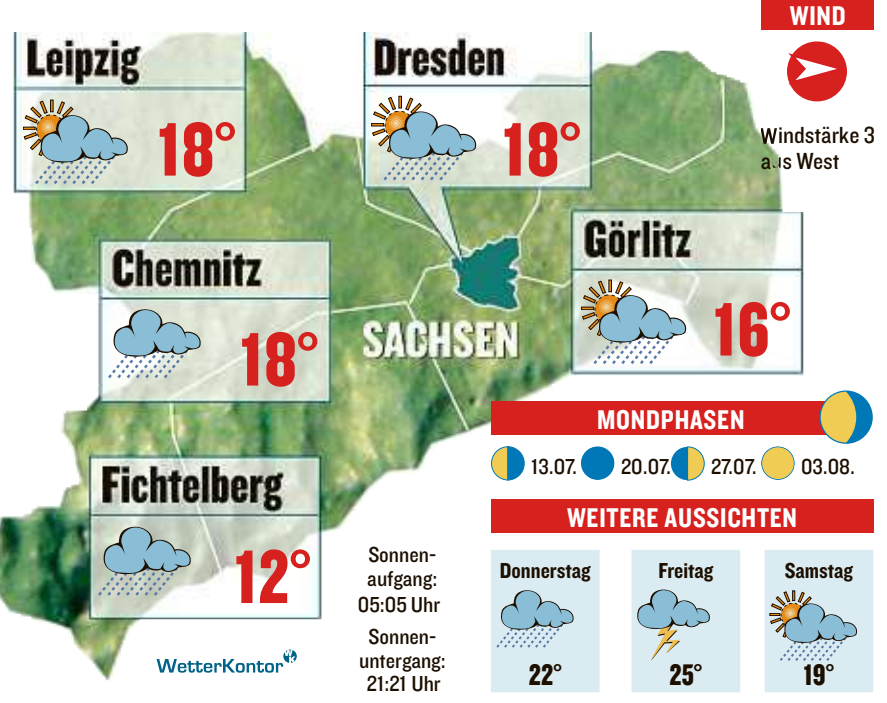 WIND
Windstärke 3
aus West
Leipzig
18°
Dresden
18°
Görlitz
16°
Chemnitz
18°
SACHSEN
Fichtelberg
12°
MONDPHASEN
13.07. 20.07. 27.07. 03.08.
WEITERE AUSSICHTEN
Donnerstag
22°
Freitag
25°
Samstag
19°
Sonnen-
aufgang:
05:05 Uhr
Sonnen-
untergang:
21:21 Uhr
WetterKontor